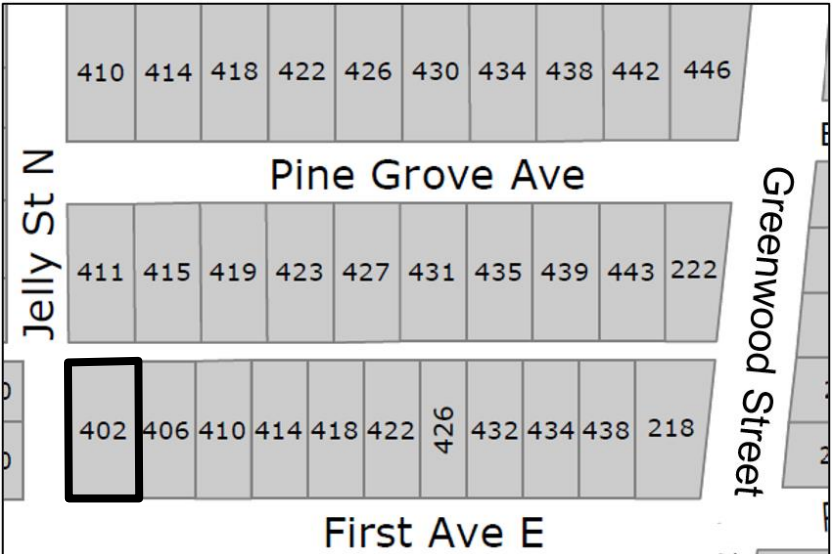 410 414 418 422 426 430 434 438 442 446
Jelly St N
Pine Grove Ave
Greenwood Street
411 415 419 423 427 431 435 439 443 222
402 406 410 414 418 422 426 432 434 438 218
First Ave E